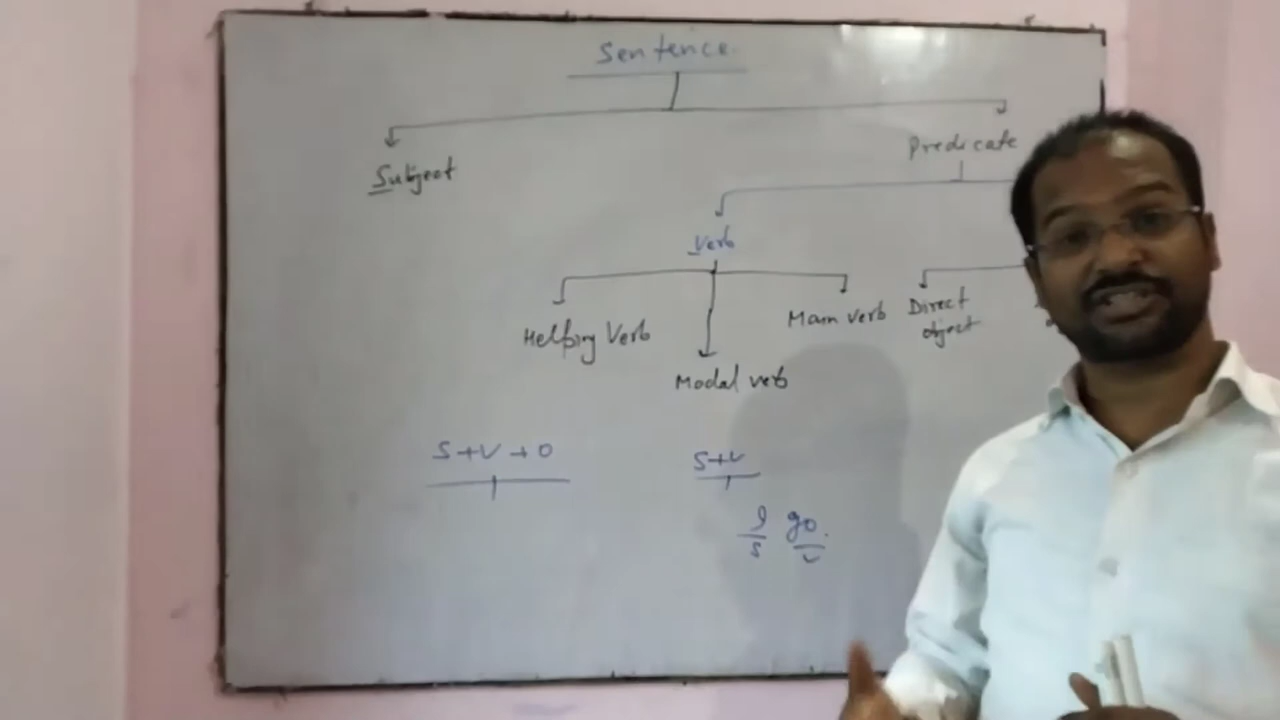 Sentence.
Subject
Predicate
Verb
Helping Verb
Modal verb
Main verb
Direct
object
S+V+O
S+V
I go.
S V